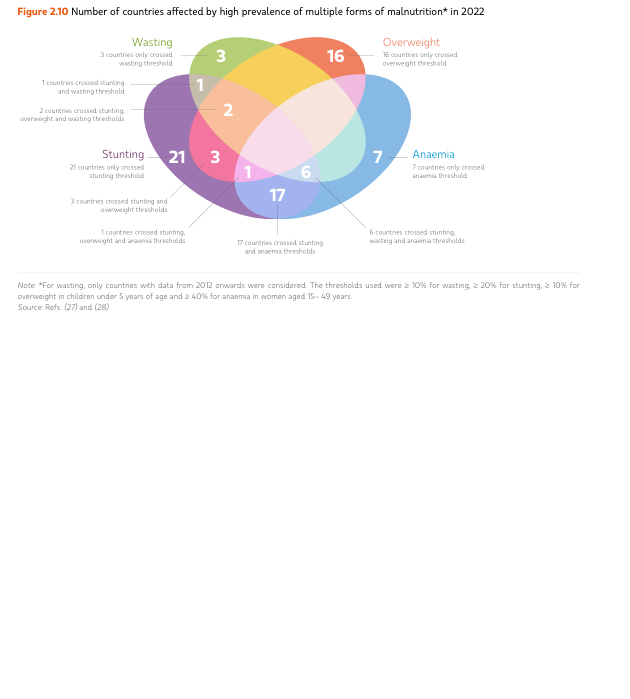 Figure 2.10 Number of countries affected by high prevalence of multiple forms of malnutrition* in 2022
Wasting
3 countries only crossed
wasting threshold
3
16
Overweight
16 countries only crossed
overweight threshold
1 countries crossed stunting
and wasting threshold
1
2 countries crossed stunting,
overweight and wasting thresholds
2
Stunting
21 countries only crossed
stunting threshold
21
3
1
6
7
Anaemia
7 countries only crossed
anaemia threshold
17
3 countries crossed stunting and
overweight thresholds
1 countries crossed stunting,
overweight and anaemia thresholds
17 countries crossed stunting
and anaemia thresholds
6 countries crossed stunting,
wasting and anaemia thresholds
Note: *For wasting, only countries with data from 2012 onwards were considered. The thresholds used were ≥ 10% for wasting, ≥ 20% for stunting, ≥ 10% for
overweight in children under 5 years of age and ≥ 40% for anaemia in women aged 15– 49 years.
Source: Refs. (27) and (28).